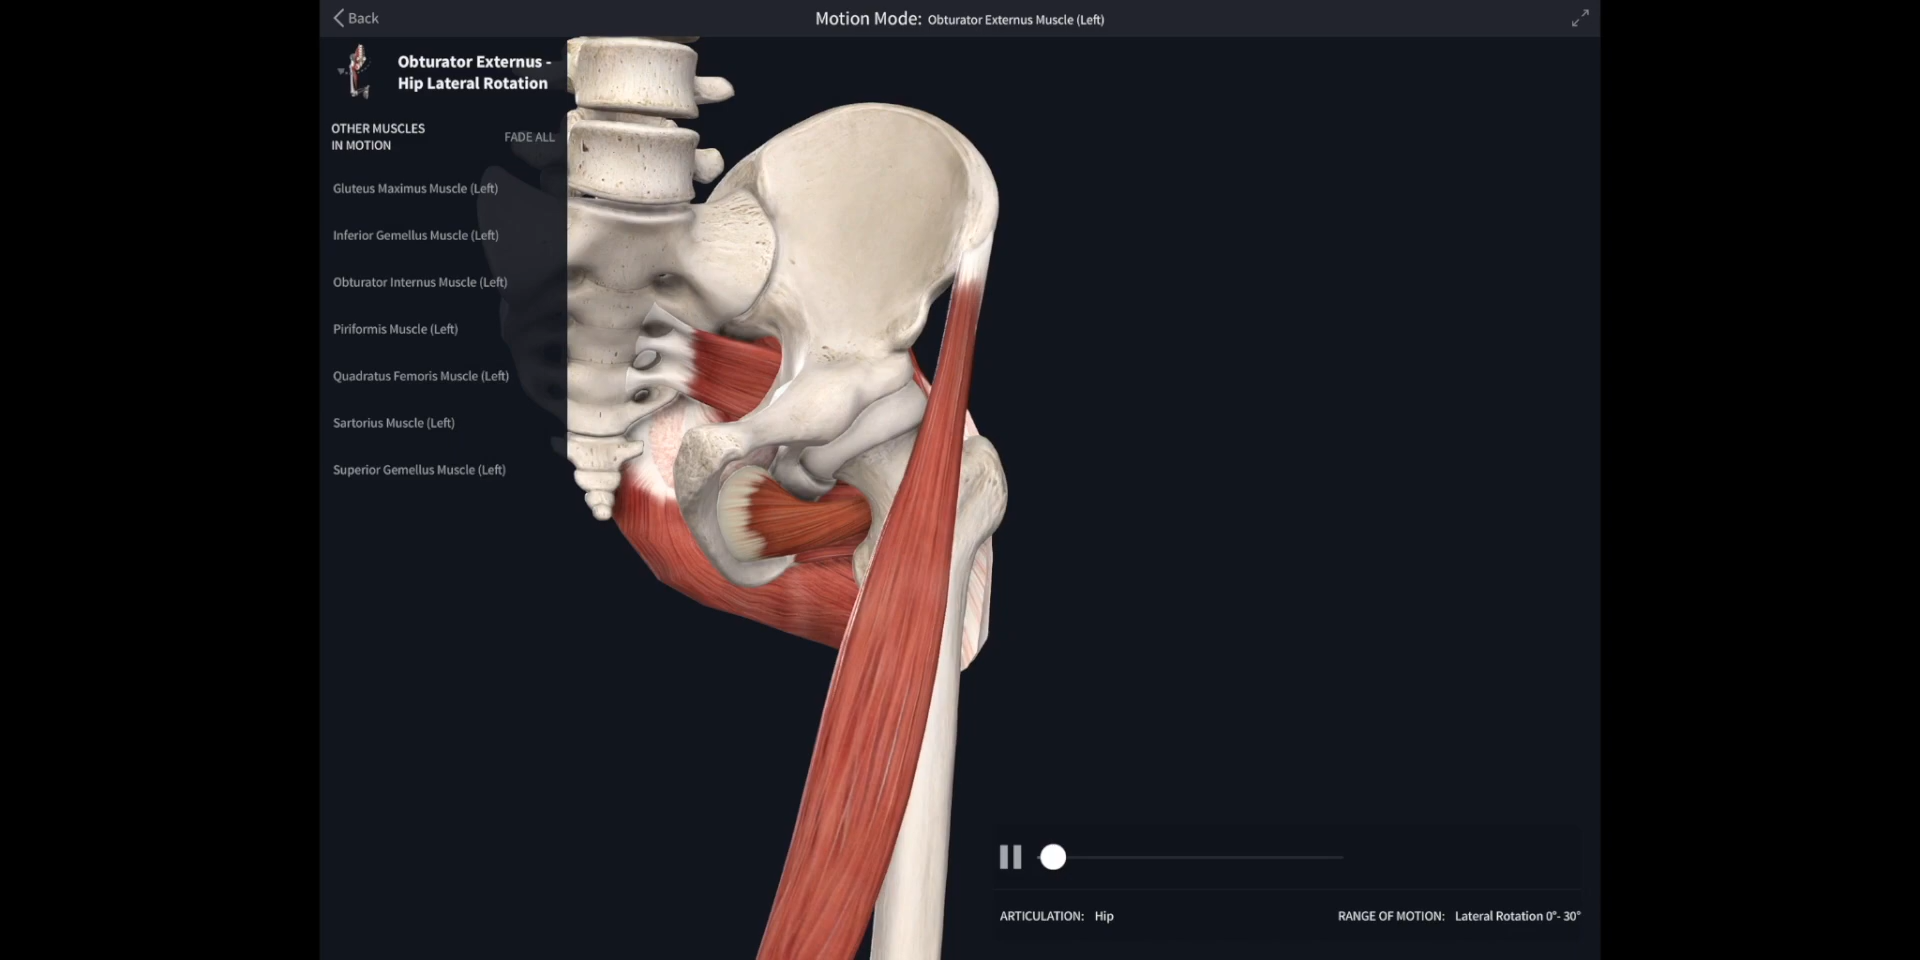 Back
Motion Mode: Obturator Externus Muscle (Left)
Obturator Externus -
Hip Lateral Rotation
OTHER MUSCLES
IN MOTION
FADE ALL
Gluteus Maximus Muscle (Left)
Inferior Gemellus Muscle (Left)
Obturator Internus Muscle (Left)
Piriformis Muscle (Left)
Quadratus Femoris Muscle (Left)
Sartorius Muscle (Left)
Superior Gemellus Muscle (Left)
ARTICULATION: Hip
RANGE OF MOTION: Lateral Rotation 0°- 30°